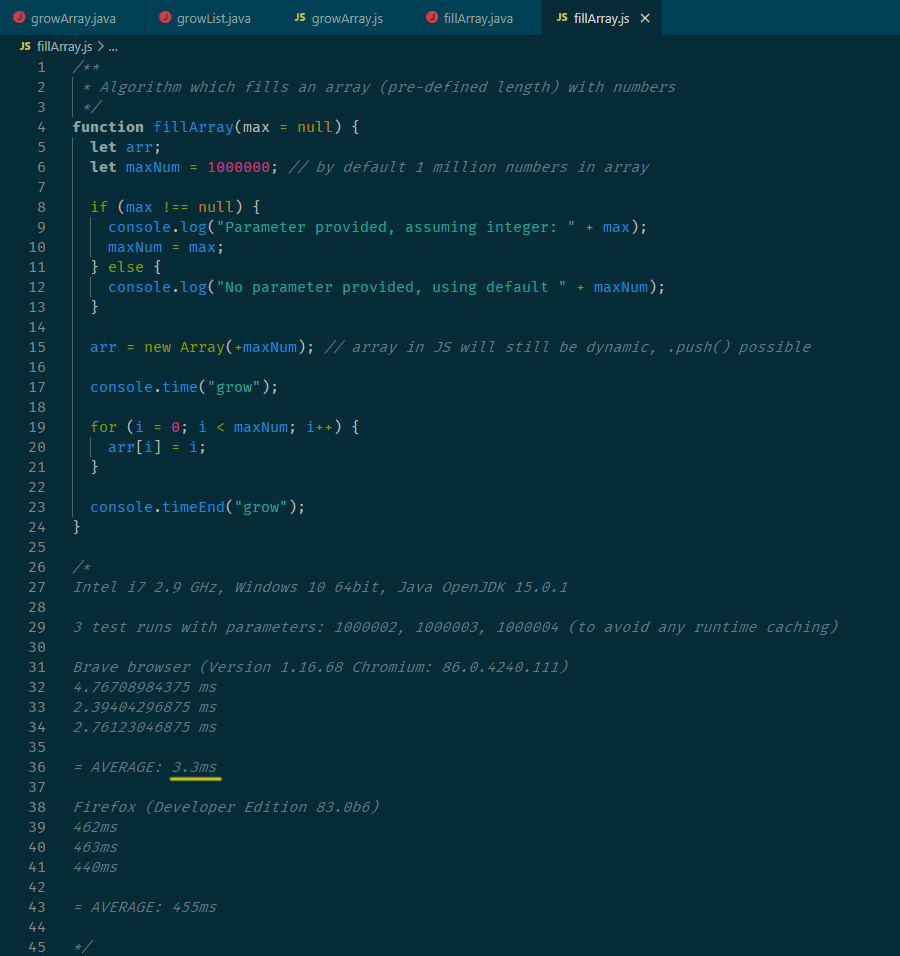 growArray.java growList.java JS growArray.js fillArray.java JS fillArray.js ×
JS fillArray.js > ...
1 /**
2 * Algorithm which fills an array (pre-defined length) with numbers
3 */
4 function fillArray(max = null) {
5 let arr;
6 let maxNum = 1000000; // by default 1 million numbers in array
7
8 if (max !== null) {
9 console.log("Parameter provided, assuming integer: " + max);
10 maxNum = max;
11 } else {
12 console.log("No parameter provided, using default " + maxNum);
13 }
14
15 arr = new Array(+maxNum); // array in JS will still be dynamic, .push() possible
16
17 console.time("grow");
18
19 for (i = 0; i < maxNum; i++) {
20 arr[i] = i;
21 }
22
23 console.timeEnd("grow");
24 }
25
26 /*
27 Intel i7 2.9 GHz, Windows 10 64bit, Java OpenJDK 15.0.1
28
29 3 test runs with parameters: 1000002, 1000003, 1000004 (to avoid any runtime caching)
30
31 Brave browser (Version 1.16.68 Chromium: 86.0.4240.111)
32 4.76708984375 ms
33 2.39404296875 ms
34 2.76123046875 ms
35
36 = AVERAGE: 3.3ms
37
38 Firefox (Developer Edition 83.0b6)
39 462ms
40 463ms
41 440ms
42
43 = AVERAGE: 455ms
44
45 */